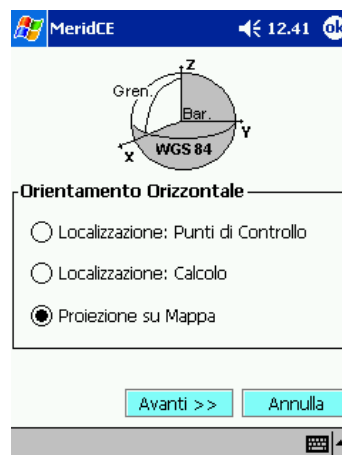 MeridCE 12.41 ok
Z
Gren.
Bar.
Y
X
WGS 84
Orientamento Orizzontale
Localizzazione: Punti di Controllo
Localizzazione: Calcolo
Proiezione su Mappa
Avanti >> Annulla